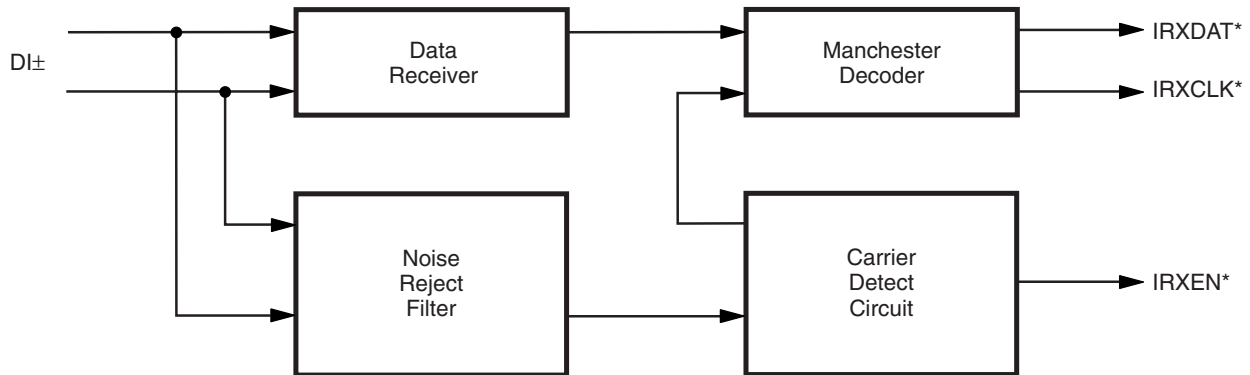 DI±
Data
Receiver
Manchester
Decoder
IRXDAT*
IRXCLK*
Noise
Reject
Filter
Carrier
Detect
Circuit
IRXEN*